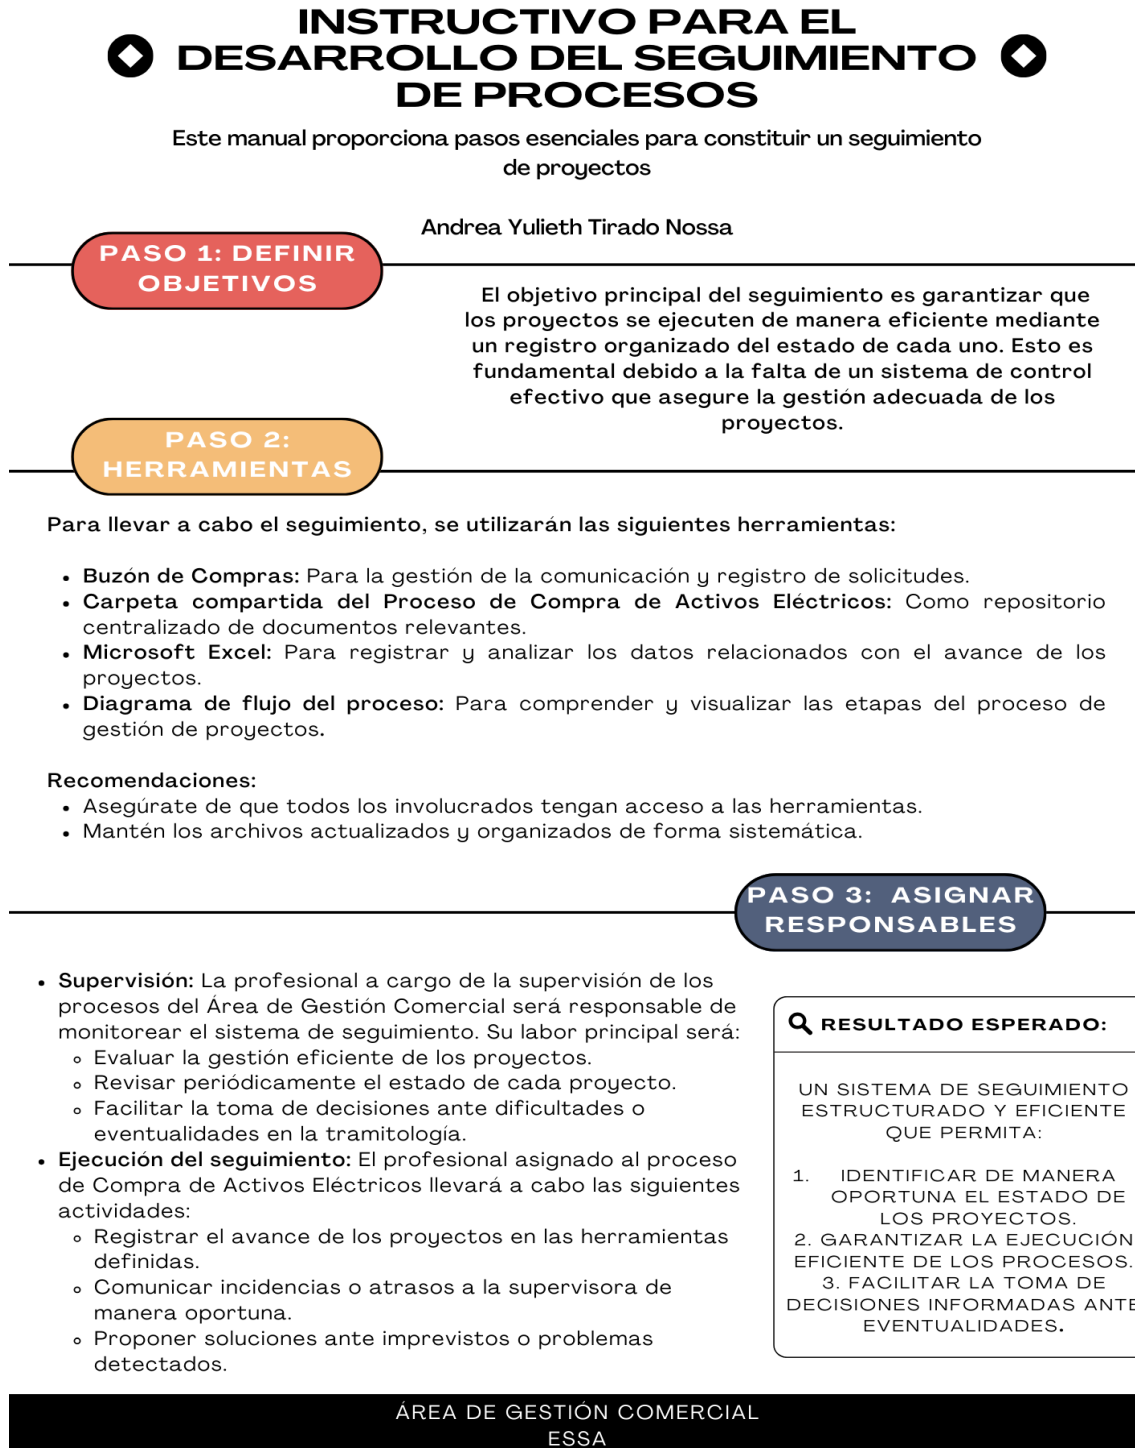 INSTRUCTIVO PARA EL
DESARROLLO DEL SEGUIMIENTO
DE PROCESOS
Este manual proporciona pasos esenciales para constituir un seguimiento
de proyectos
Andrea Yulieth Tirado Nossa
PASO 1: DEFINIR
OBJETIVOS
El objetivo principal del seguimiento es garantizar que
los proyectos se ejecuten de manera eficiente mediante
un registro organizado del estado de cada uno. Esto es
fundamental debido a la falta de un sistema de control
efectivo que asegure la gestión adecuada de los
proyectos.
PASO 2:
HERRAMIENTAS
Para llevar a cabo el seguimiento, se utilizarán las siguientes herramientas:
• Buzón de Compras: Para la gestión de la comunicación y registro de solicitudes.
• Carpeta compartida del Proceso de Compra de Activos Eléctricos: Como repositorio
centralizado de documentos relevantes.
• Microsoft Excel: Para registrar y analizar los datos relacionados con el avance de los
proyectos.
• Diagrama de flujo del proceso: Para comprender y visualizar las etapas del proceso de
gestión de proyectos.
Recomendaciones:
• Asegúrate de que todos los involucrados tengan acceso a las herramientas.
• Mantén los archivos actualizados y organizados de forma sistemática.
PASO 3: ASIGNAR
RESPONSABLES
• Supervisión: La profesional a cargo de la supervisión de los
procesos del Área de Gestión Comercial será responsable de
monitorear el sistema de seguimiento. Su labor principal será:
◦ Evaluar la gestión eficiente de los proyectos.
◦ Revisar periódicamente el estado de cada proyecto.
◦ Facilitar la toma de decisiones ante dificultades o
eventualidades en la tramitología.
• Ejecución del seguimiento: El profesional asignado al proceso
de Compra de Activos Eléctricos llevará a cabo las siguientes
actividades:
◦ Registrar el avance de los proyectos en las herramientas
definidas.
◦ Comunicar incidencias o atrasos a la supervisora de
manera oportuna.
◦ Proponer soluciones ante imprevistos o problemas
detectados.
RESULTADO ESPERADO:
UN SISTEMA DE SEGUIMIENTO
ESTRUCTURADO Y EFICIENTE
QUE PERMITA:
1. IDENTIFICAR DE MANERA
OPORTUNA EL ESTADO DE
LOS PROYECTOS.
2. GARANTIZAR LA EJECUCIÓN
EFICIENTE DE LOS PROCESOS.
3. FACILITAR LA TOMA DE
DECISIONES INFORMADAS ANTE
EVENTUALIDADES.
ÁREA DE GESTIÓN COMERCIAL
ESSA